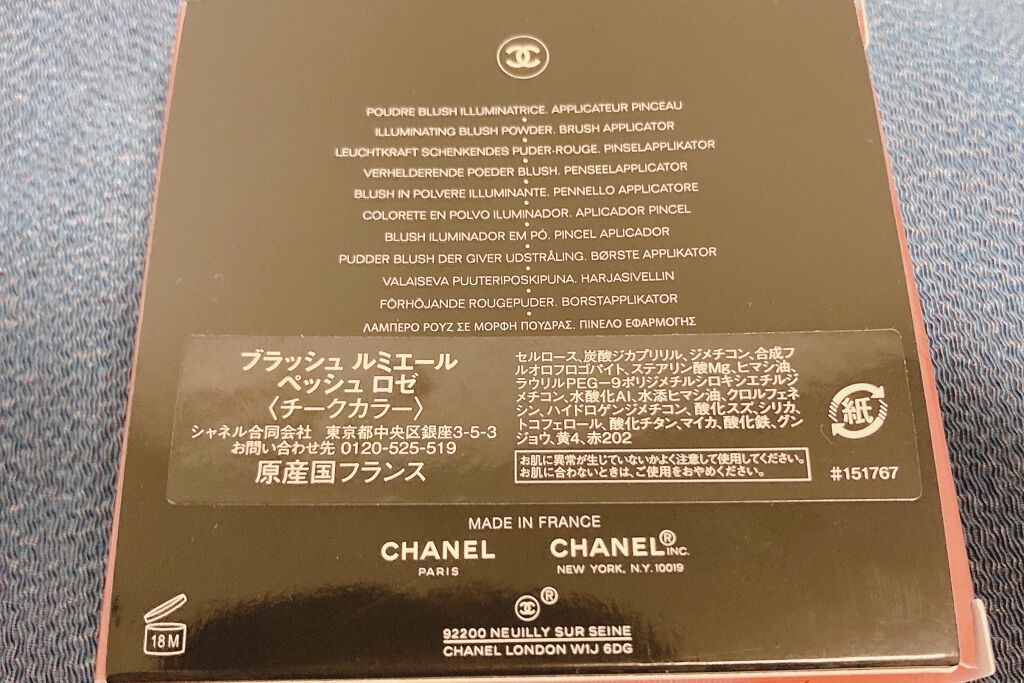 POUDRE BLUSH ILLUMINATRICE. APPLICATEUR PINCEAU
ILLUMINATING BLUSH POWDER. BRUSH APPLICATOR
LEUCHTKRAFT SCHENKENDES PUDER-ROUGE. PINSELAPPLIKATOR
VERHELDERENDE POEDER BLUSH. PENSEELAPPLICATOR
BLUSH IN POLVERE ILLUMINANTE. PENNELLO APPLICATORE
COLORETE EN POLVO ILUMINADOR. APLICADOR PINCEL
BLUSH ILUMINADOR EM PÓ. PINCEL APLICADOR
PUDDER BLUSH DER GIVER UDSTRÅLING. BØRSTE APPLIKATOR
VALAISEVA PUUTERIPOSKIPUNA. HARJASIVELLIN
FÖRHÖJANDE ROUGEPUDER. BORSTAPPLIKATOR
ΛΑΜΠΕΡΟ ΡΟΥΖ ΣΕ ΜΟΡΦΗ ΠΟΥΔΡΑΣ. ΠΙΝΕΛΟ ΕΦΑΡΜΟΓΗΣ
ブラッシュ ルミエール
ペッシュ ロゼ
〈チークカラー〉
シャネル合同会社 東京都中央区銀座3-5-3
お問い合わせ先 0120-525-519
原産国フランス
セルロース、炭酸ジカプリリル、ジメチコン、合成フ
ルオロフロゴパイト、ステアリン酸Mg、ヒマシ油、
ラウリルPEG-9ポリジメチルシロキシエチルジ
メチコン、水酸化Al、水添ヒマシ油、クロルフェネ
シン、ハイドロゲンジメチコン、酸化スズ、シリカ、
トコフェロール、酸化チタン、マイカ、酸化鉄、グン
ジョウ、黄4、赤202
お肌に異常が生じていないかよく注意して使用してください。
お肌に合わないときは、ご使用をおやめください。
紙
#151767
MADE IN FRANCE
CHANEL
PARIS
CHANEL® INC.
NEW YORK, N.Y. 10019
®
92200 NEUILLY SUR SEINE
CHANEL LONDON W1J 6DG
18 M